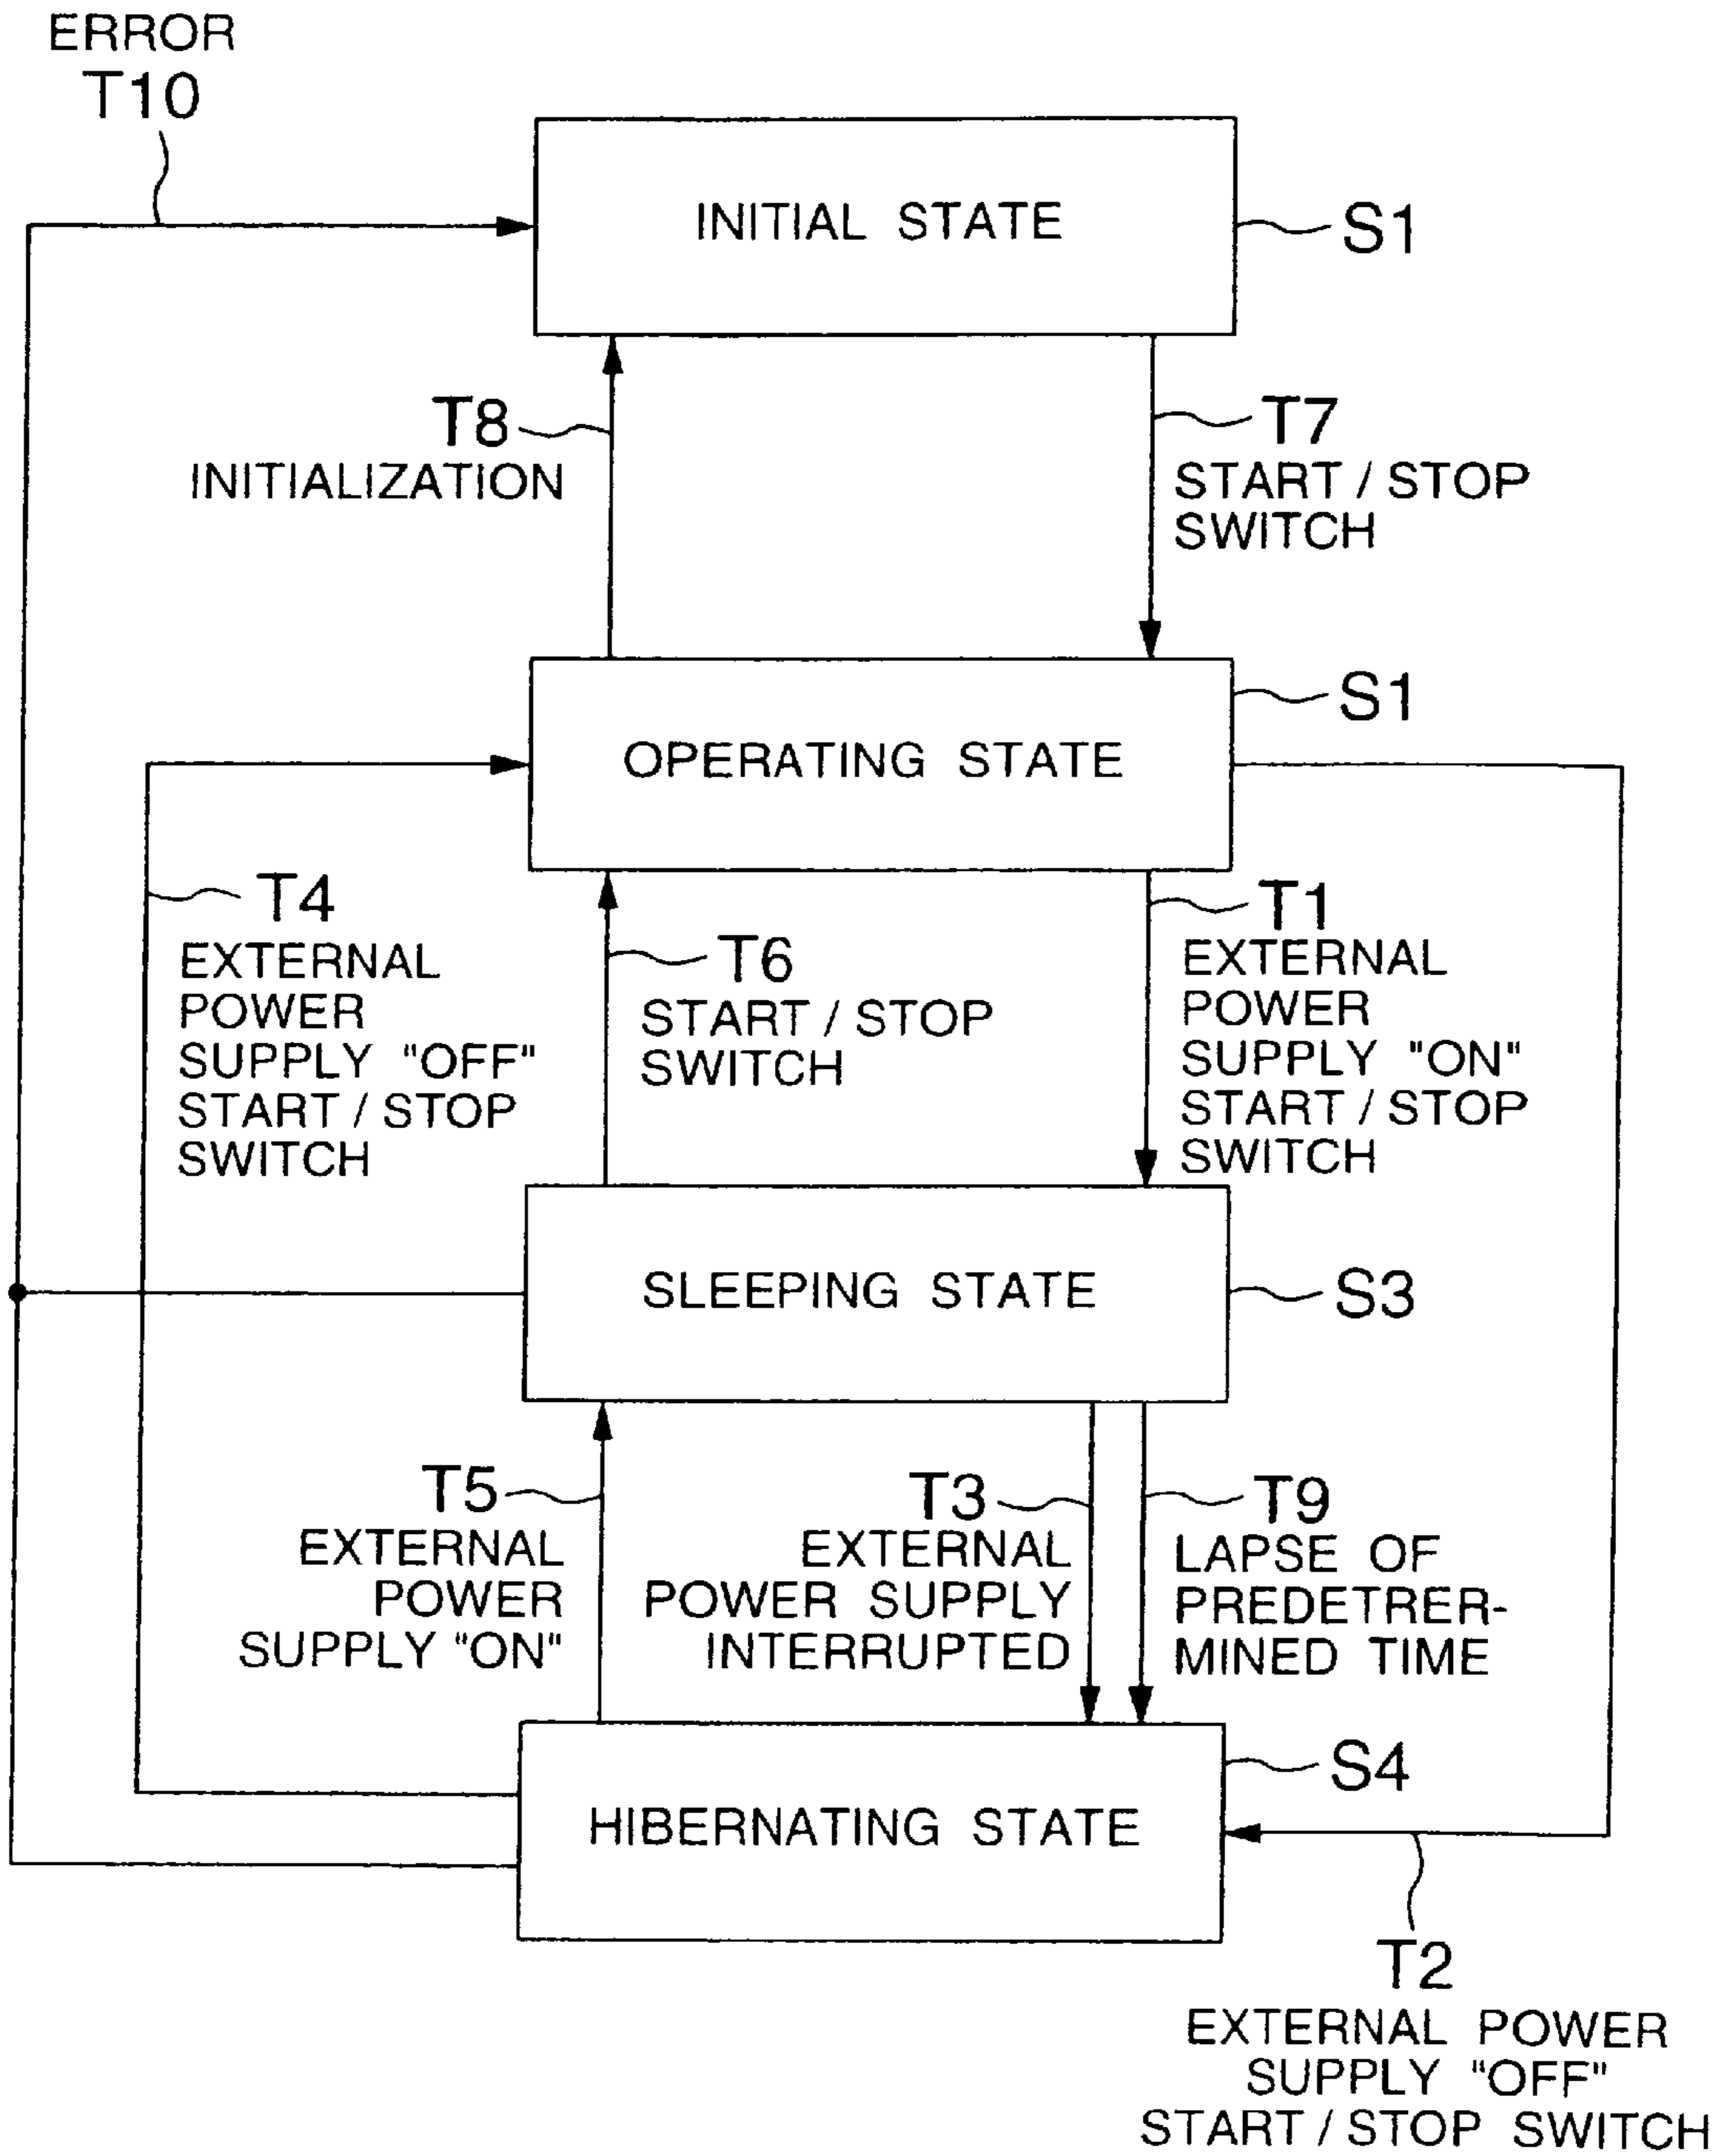 ERROR
T10
INITIAL STATE
S1
T8
INITIALIZATION
T7
START / STOP
SWITCH
S1
OPERATING STATE
T4
EXTERNAL
POWER
SUPPLY "OFF"
START / STOP
SWITCH
T6
START / STOP
SWITCH
T1
EXTERNAL
POWER
SUPPLY "ON"
START / STOP
SWITCH
SLEEPING STATE
S3
T5
EXTERNAL
POWER
SUPPLY "ON"
T3
EXTERNAL
POWER SUPPLY
INTERRUPTED
T9
LAPSE OF
PREDETRER-
MINED TIME
S4
HIBERNATING STATE
T2
EXTERNAL POWER
SUPPLY "OFF"
START / STOP SWITCH